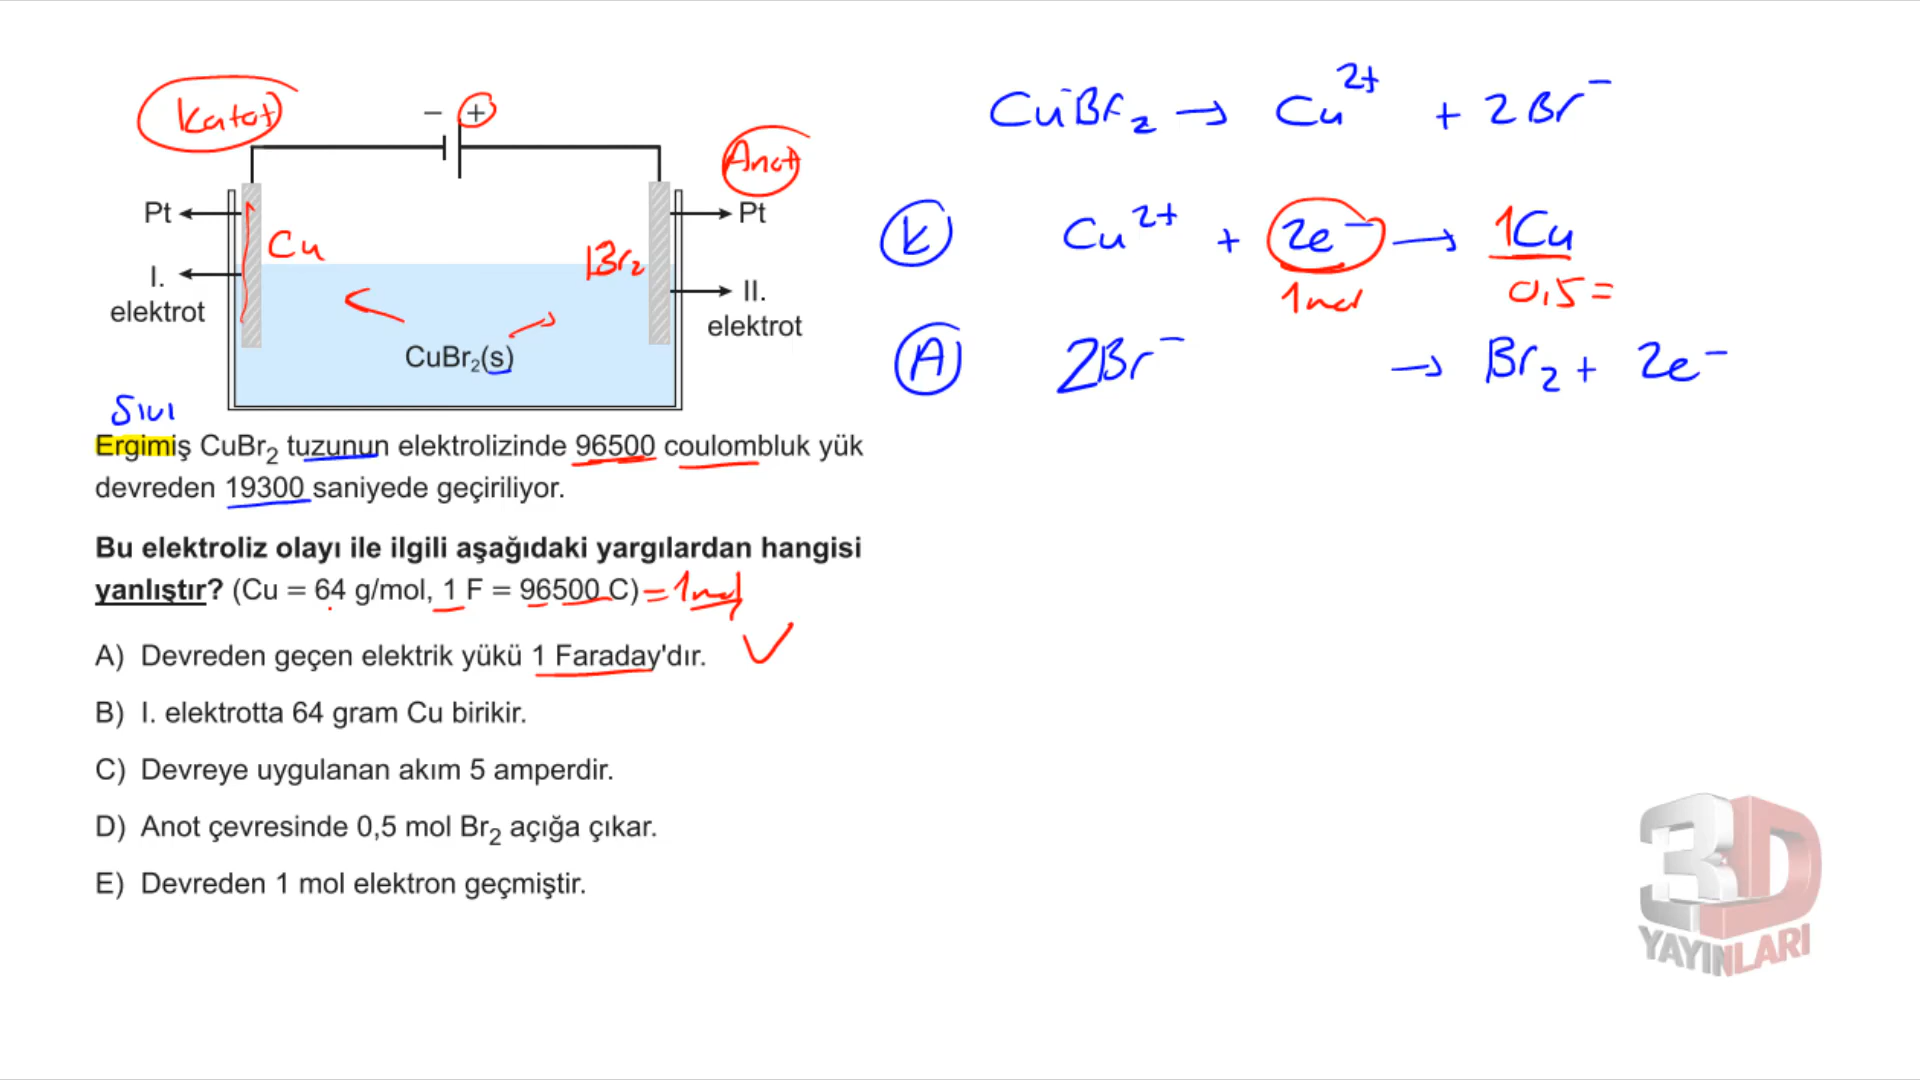 Katot
− +
Anot
Pt
Pt
Cu
Br₂
I.
elektrot
II.
elektrot
CuBr₂(s)
Sıvı
Ergimiş CuBr₂ tuzunun elektrolizinde 96500 coulombluk yük
devreden 19300 saniyede geçiriliyor.
Bu elektroliz olayı ile ilgili aşağıdaki yargılardan hangisi
yanlıştır? (Cu = 64 g/mol, 1 F = 96500 C) = 1 mol
A) Devreden geçen elektrik yükü 1 Faraday'dır. ✓
B) I. elektrotta 64 gram Cu birikir.
C) Devreye uygulanan akım 5 amperdir.
D) Anot çevresinde 0,5 mol Br₂ açığa çıkar.
E) Devreden 1 mol elektron geçmiştir.
CuBr₂ → Cu²⁺ + 2Br⁻
K Cu²⁺ + 2e⁻ → 1Cu
1mol 0,5=
A 2Br⁻ → Br₂ + 2e⁻
3D
YAYINLARI